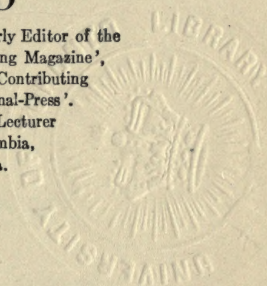 rly Editor of the
ng Magazine',
Contributing
nal-Press'.
Lecturer
mbia,
LIBRARY
UNIVERSITY